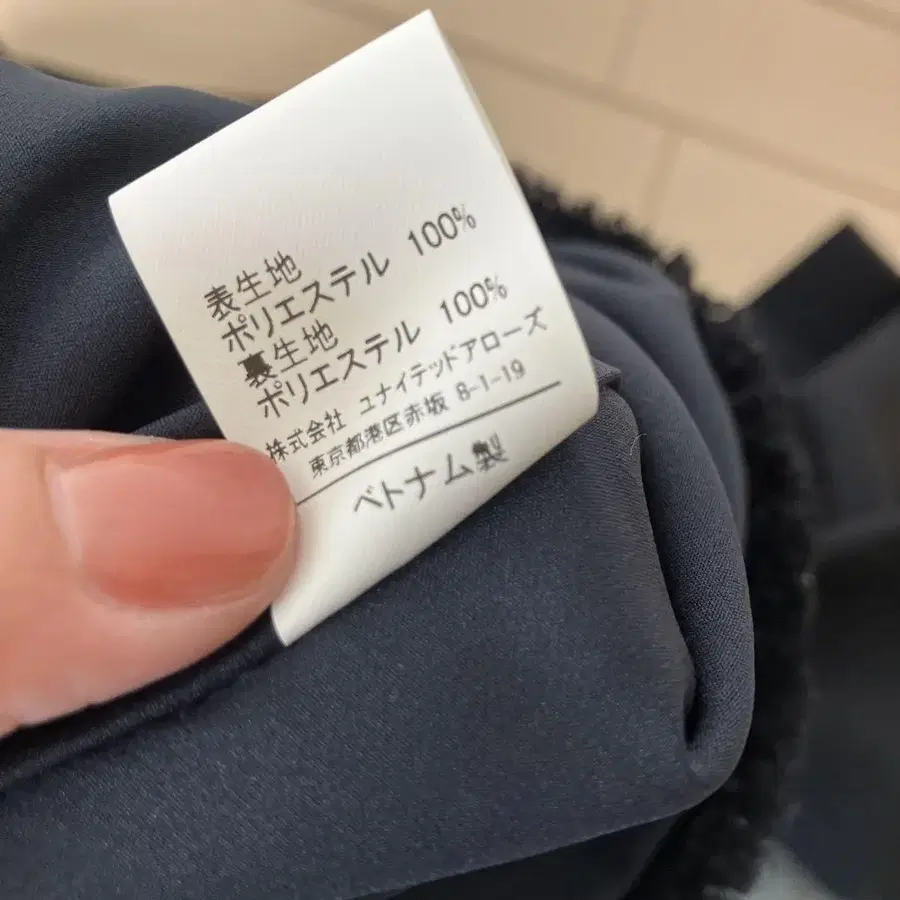 表生地
ポリエステル 100%
裏生地
ポリエステル 100%
株式会社 ユナイテッドアローズ
東京都港区赤坂 8-1-19
ベトナム製